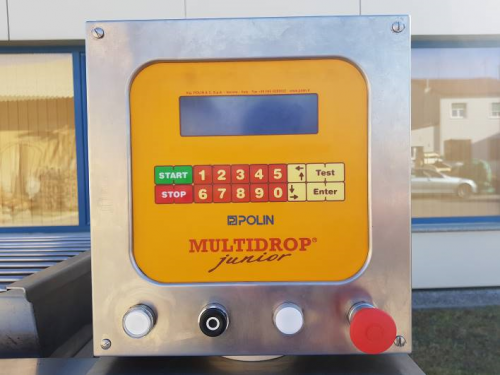 START 1 2 3 4 5 Test
STOP 6 7 8 9 0 Enter
POLIN
MULTIDROP®
junior